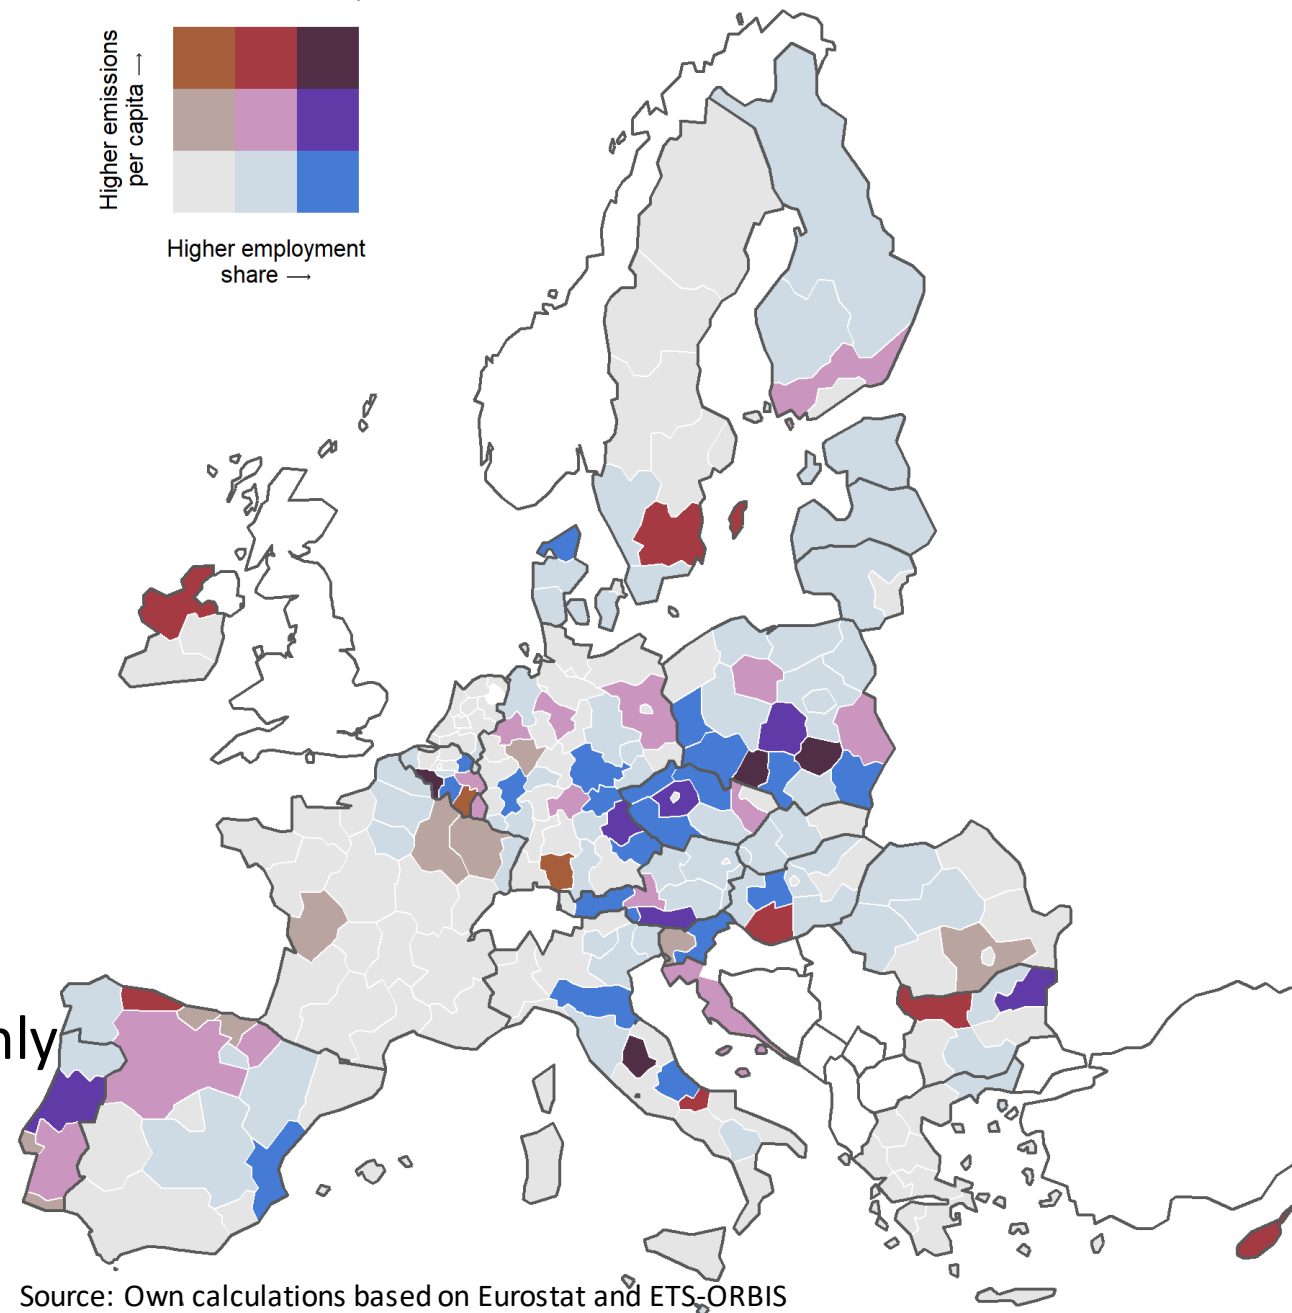 Higher emissions
per capita →
Higher employment
share →
nly
Source: Own calculations based on Eurostat and ETS-ORBIS